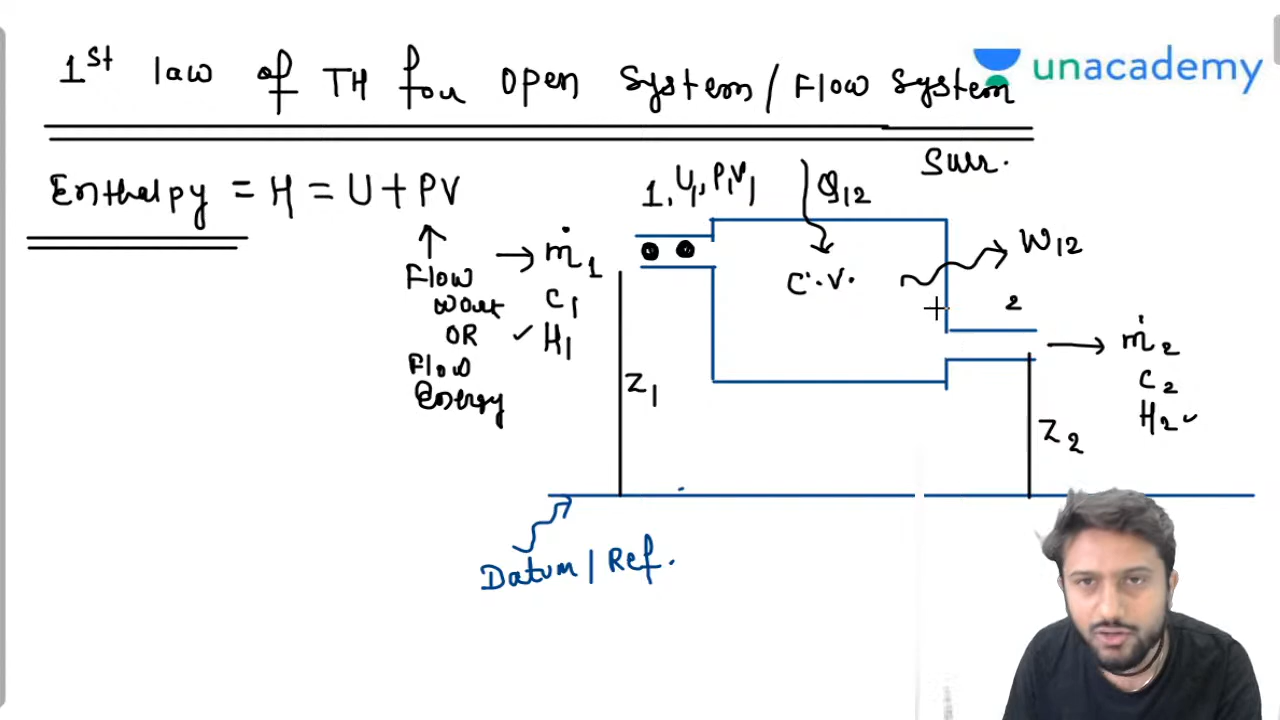 1st law of TH for Open System / Flow System
unacademy
Enthalpy = H = U + PV
Flow
Work
OR
Flow
Energy
ṁ1
C1
✓ H1
1, U1, P1V1
Q12
Surr.
C.V.
W12
2
ṁ2
C2
H2 ✓
Z1
Z2
Datum / Ref.